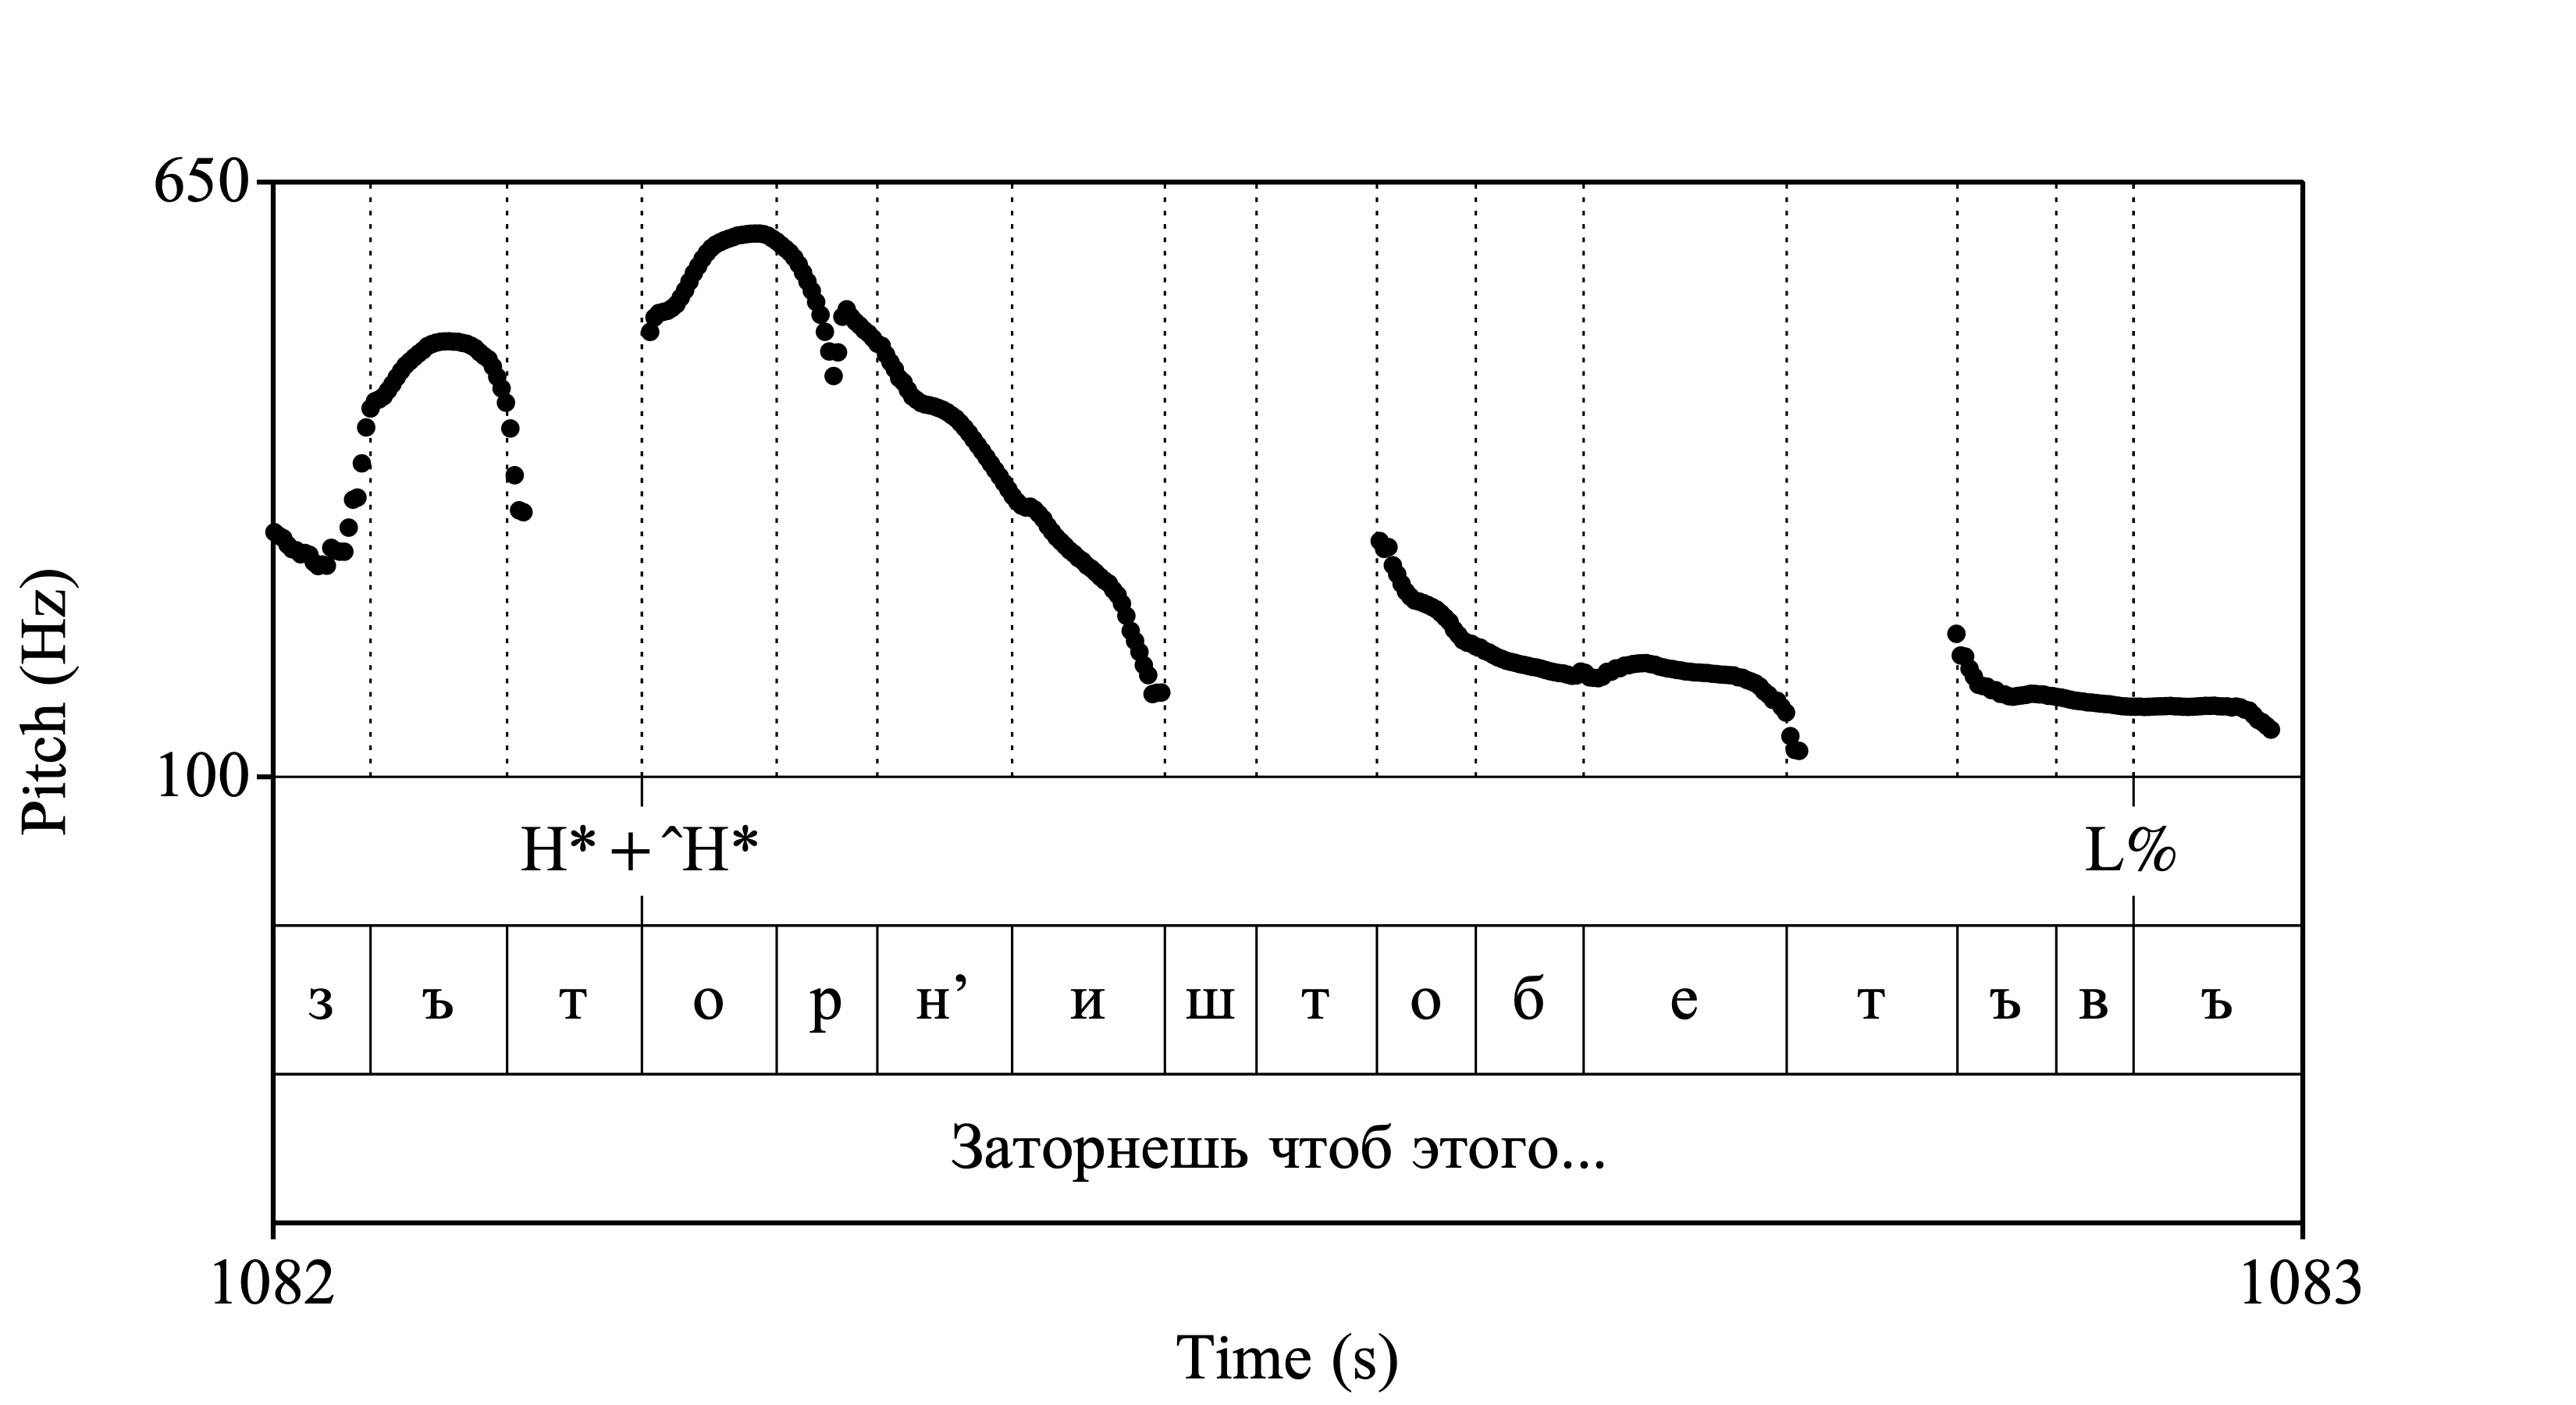 650
100
Pitch (Hz)
H* + ^H* L%
з ъ т о р н’ и ш т о б е т ъ в ъ
Заторнешь чтоб этого...
1082 1083
Time (s)